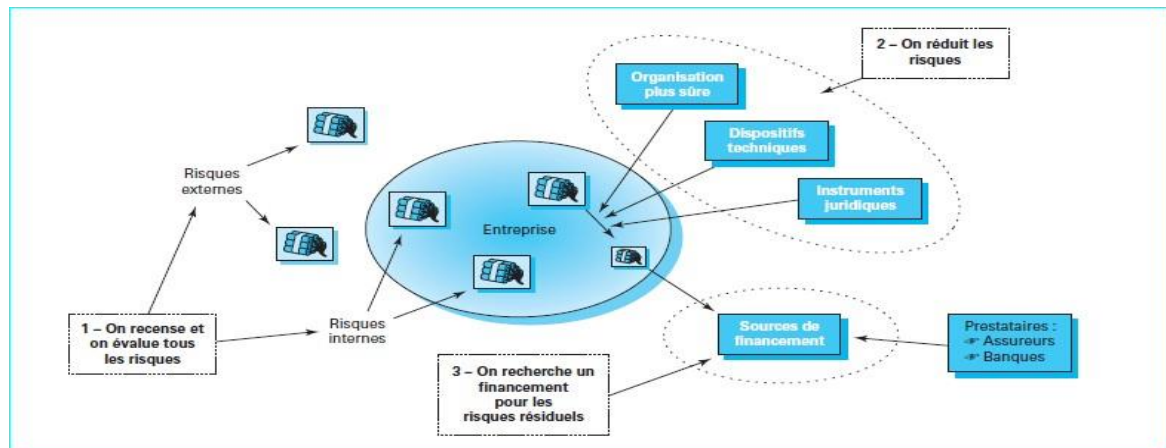 2 – On réduit les
risques
Organisation
plus sûre
Dispositifs
techniques
Instruments
juridiques
Risques
externes
Entreprise
1 – On recense et
on évalue tous
les risques
Risques
internes
Sources de
financement
Prestataires :
☞ Assureurs
☞ Banques
3 – On recherche un
financement
pour les
risques résiduels